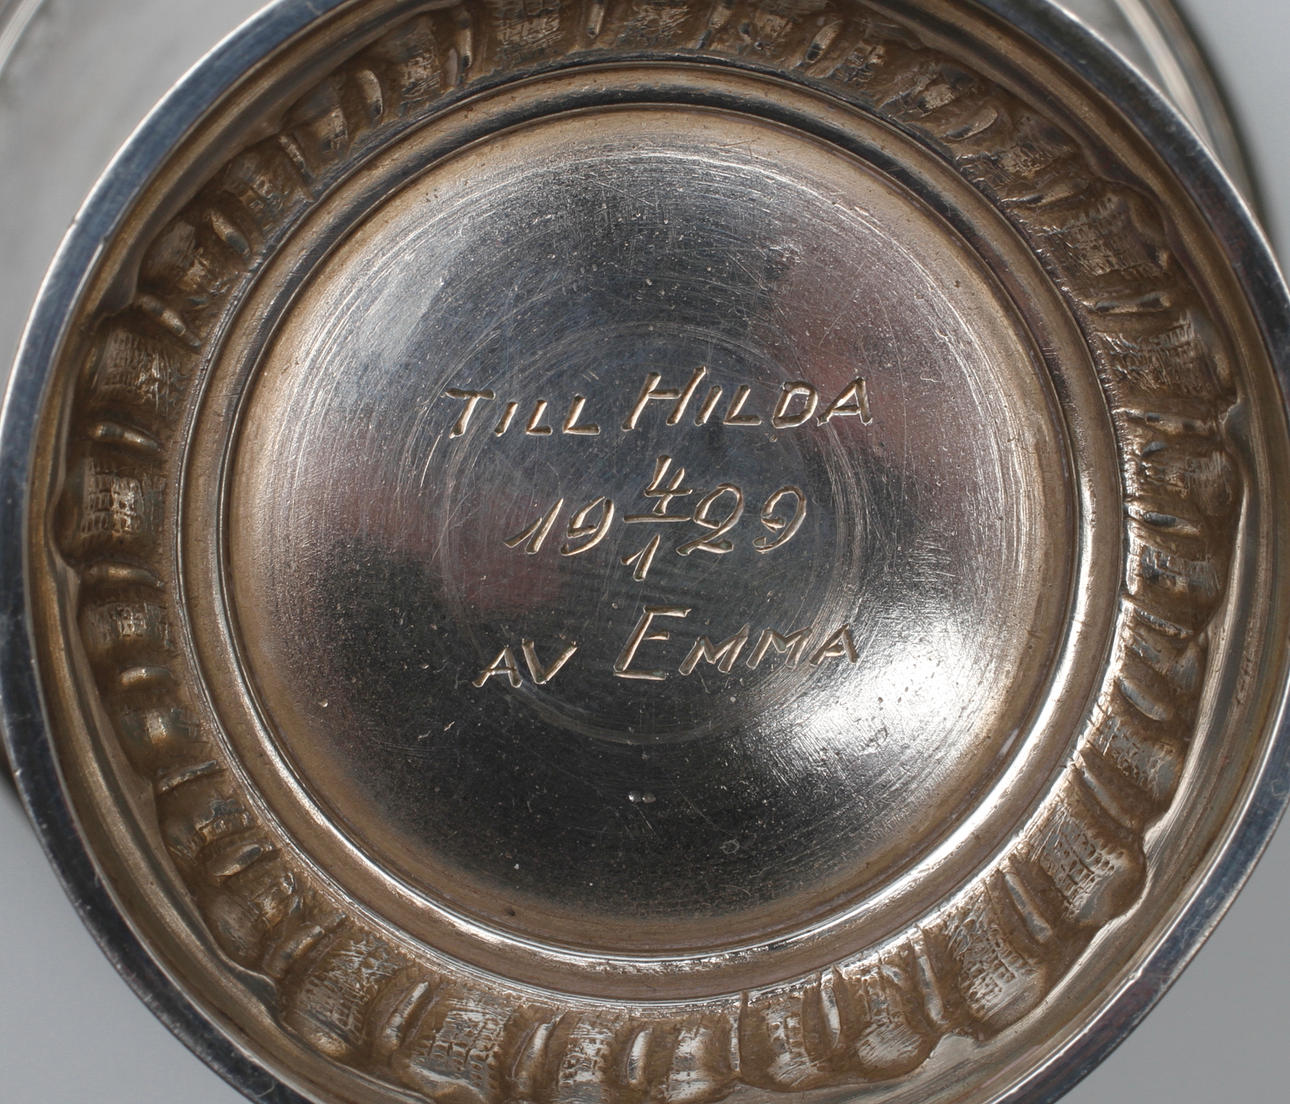 TILL HILDA
19 4/1 29
AV EMMA